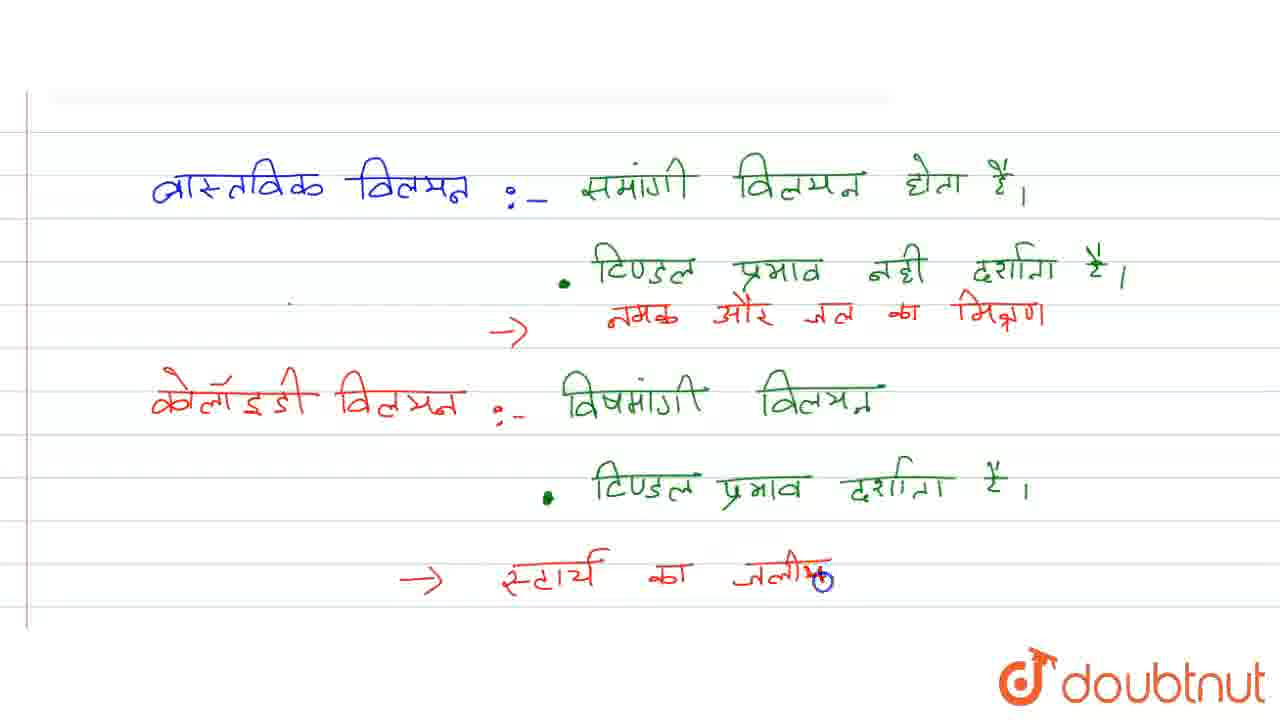 वास्तविक विलयन :- समांगी विलयन होता है।
• टिण्डल प्रभाव नही दर्शाता है।
→ नमक और जल का मिश्रण
कोलॉइडी विलयन :- विषमांगी विलयन
• टिण्डल प्रभाव दर्शाता है।
→ स्टार्च का जलीय
doubtnut